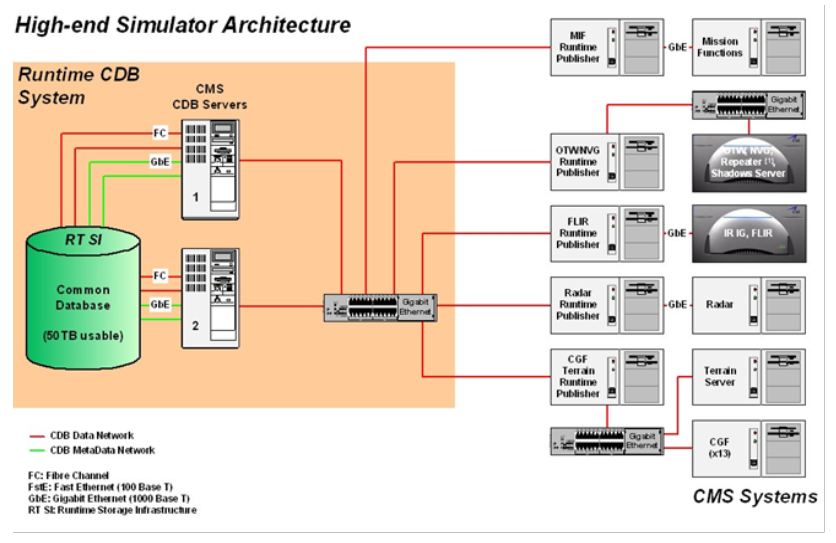 High-end Simulator Architecture
Runtime CDB
System
CMS
CDB Servers
FC
GbE
1
RT SI
Common
Database
(50TB usable)
FC
GbE
2
Gigabit
Ethernet
MIF
Runtime
Publisher
GbE
Mission
Functions
Gigabit
Ethernet
OTW/NVG
Runtime
Publisher
OTW, NVG,
Repeater [1],
Shadows Server
FLIR
Runtime
Publisher
GbE
IR IG, FLIR
Radar
Runtime
Publisher
GbE
Radar
CGF
Terrain
Runtime
Publisher
Terrain
Server
Gigabit
Ethernet
CGF
(x13)
CMS Systems
CDB Data Network
CDB MetaData Network
FC: Fibre Channel
FstE: Fast Ethernet (100 Base T)
GbE: Gigabit Ethernet (1000 Base T)
RT SI: Runtime Storage Infrastructure